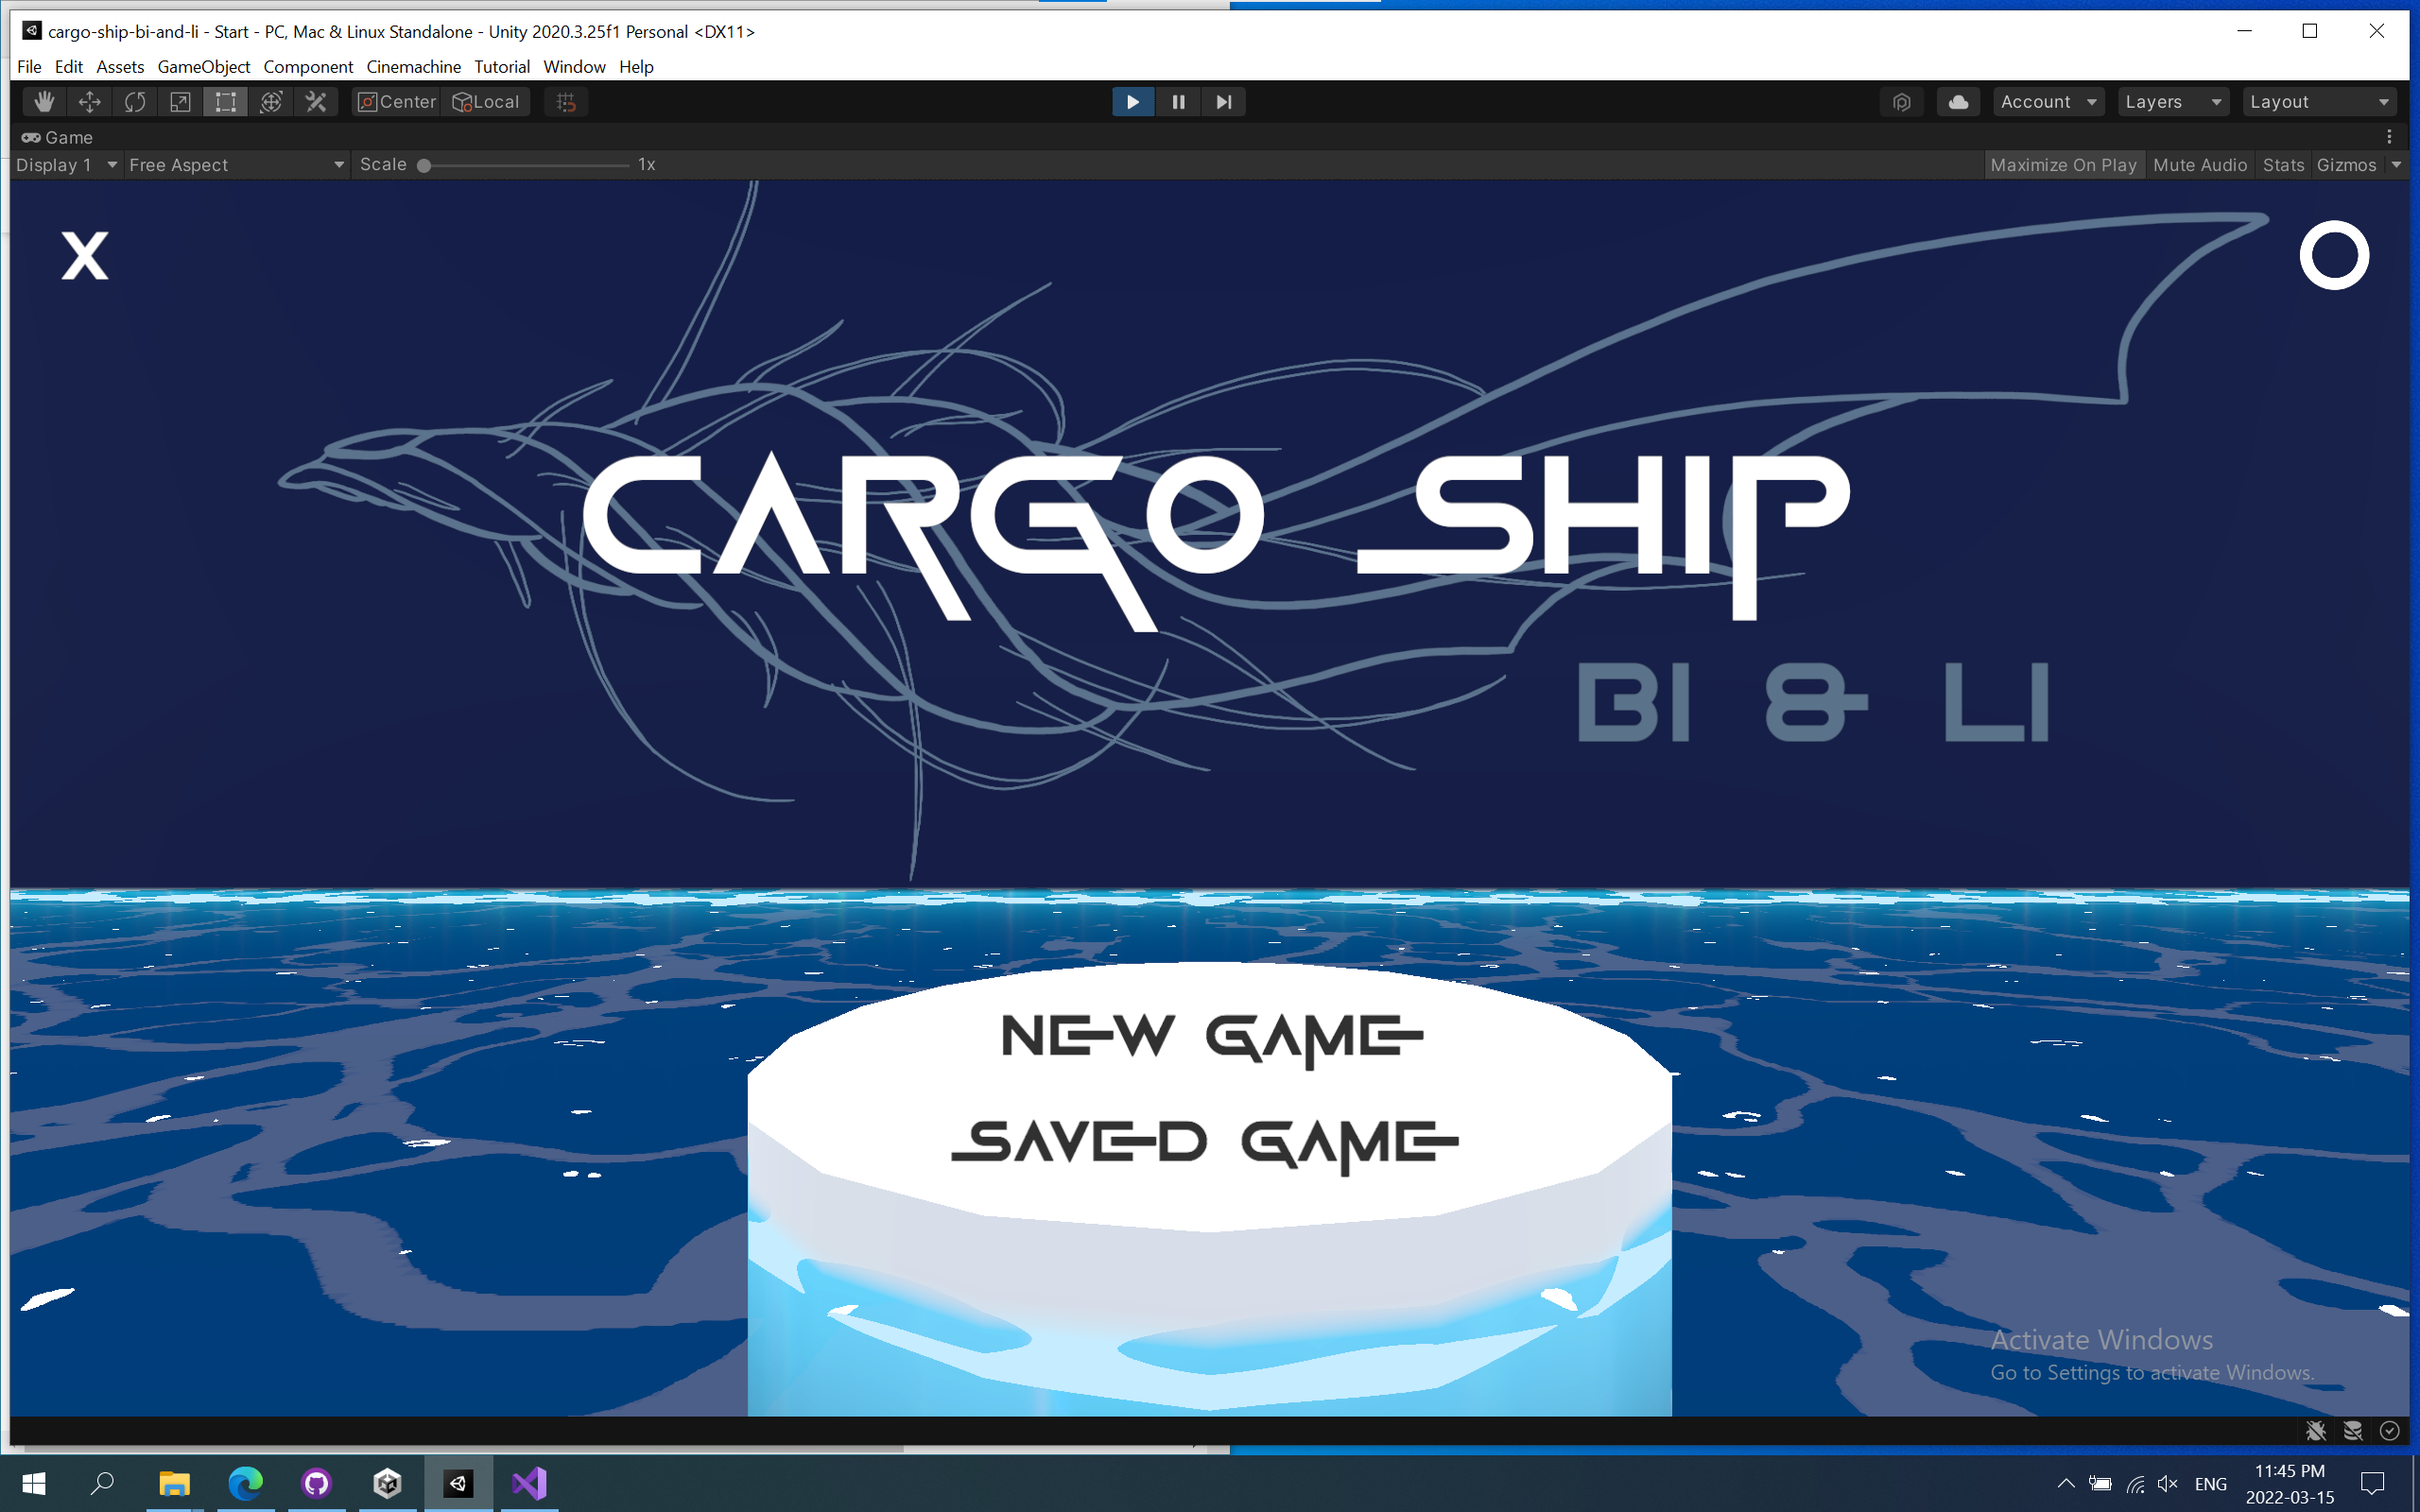 cargo-ship-bi-and-li - Start - PC, Mac & Linux Standalone - Unity 2020.3.25f1 Personal <DX11>
File Edit Assets GameObject Component Cinemachine Tutorial Window Help
Center Local Account Layers Layout
Game
Display 1 Free Aspect Scale 1x Maximize On Play Mute Audio Stats Gizmos
X O
CARGO SHIP
BI & LI
NEW GAME
SAVED GAME
Activate Windows
Go to Settings to activate Windows.
ENG 11:45 PM
2022-03-15